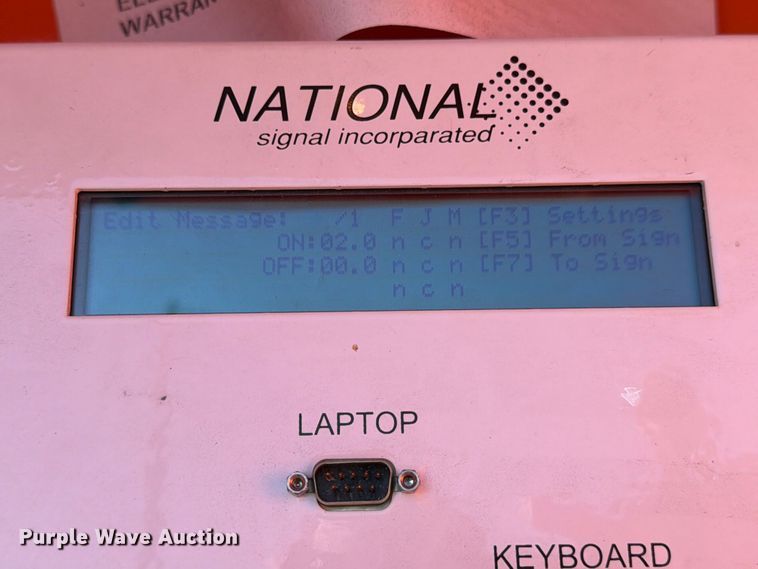 WARRAN
NATIONAL
signal incorparated
Edit Message: /1 F J M [F3] Settings
ON:02.0 n c n [F5] From Sign
OFF:00.0 n c n [F7] To Sign
n c n
LAPTOP
KEYBOARD
Purple Wave Auction